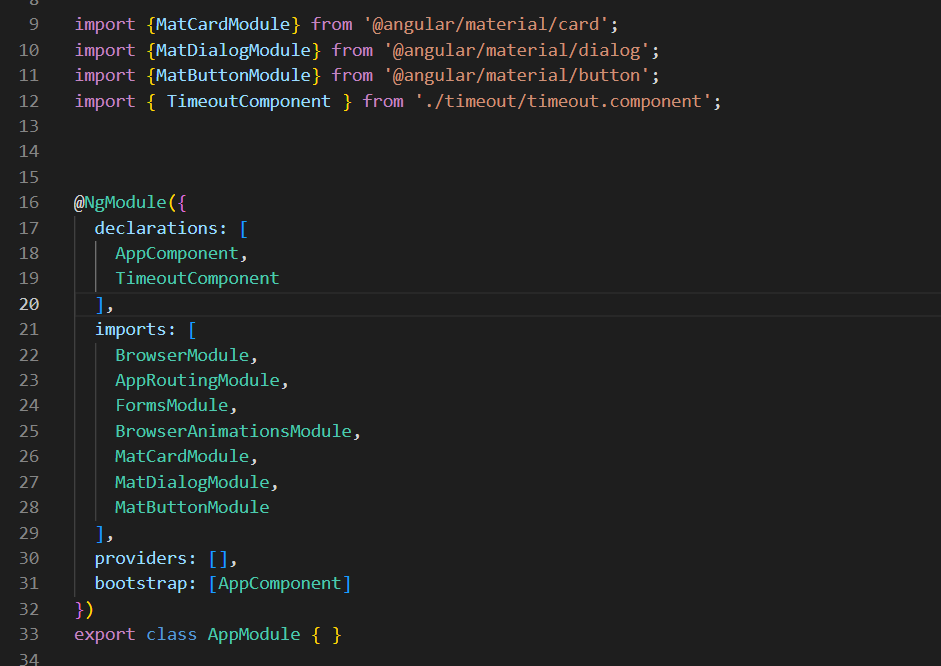 8
9 import {MatCardModule} from '@angular/material/card';
10 import {MatDialogModule} from '@angular/material/dialog';
11 import {MatButtonModule} from '@angular/material/button';
12 import { TimeoutComponent } from './timeout/timeout.component';
13
14
15
16 @NgModule({
17   declarations: [
18     AppComponent,
19     TimeoutComponent
20   ],
21   imports: [
22     BrowserModule,
23     AppRoutingModule,
24     FormsModule,
25     BrowserAnimationsModule,
26     MatCardModule,
27     MatDialogModule,
28     MatButtonModule
29   ],
30   providers: [],
31   bootstrap: [AppComponent]
32 })
33 export class AppModule { }
34